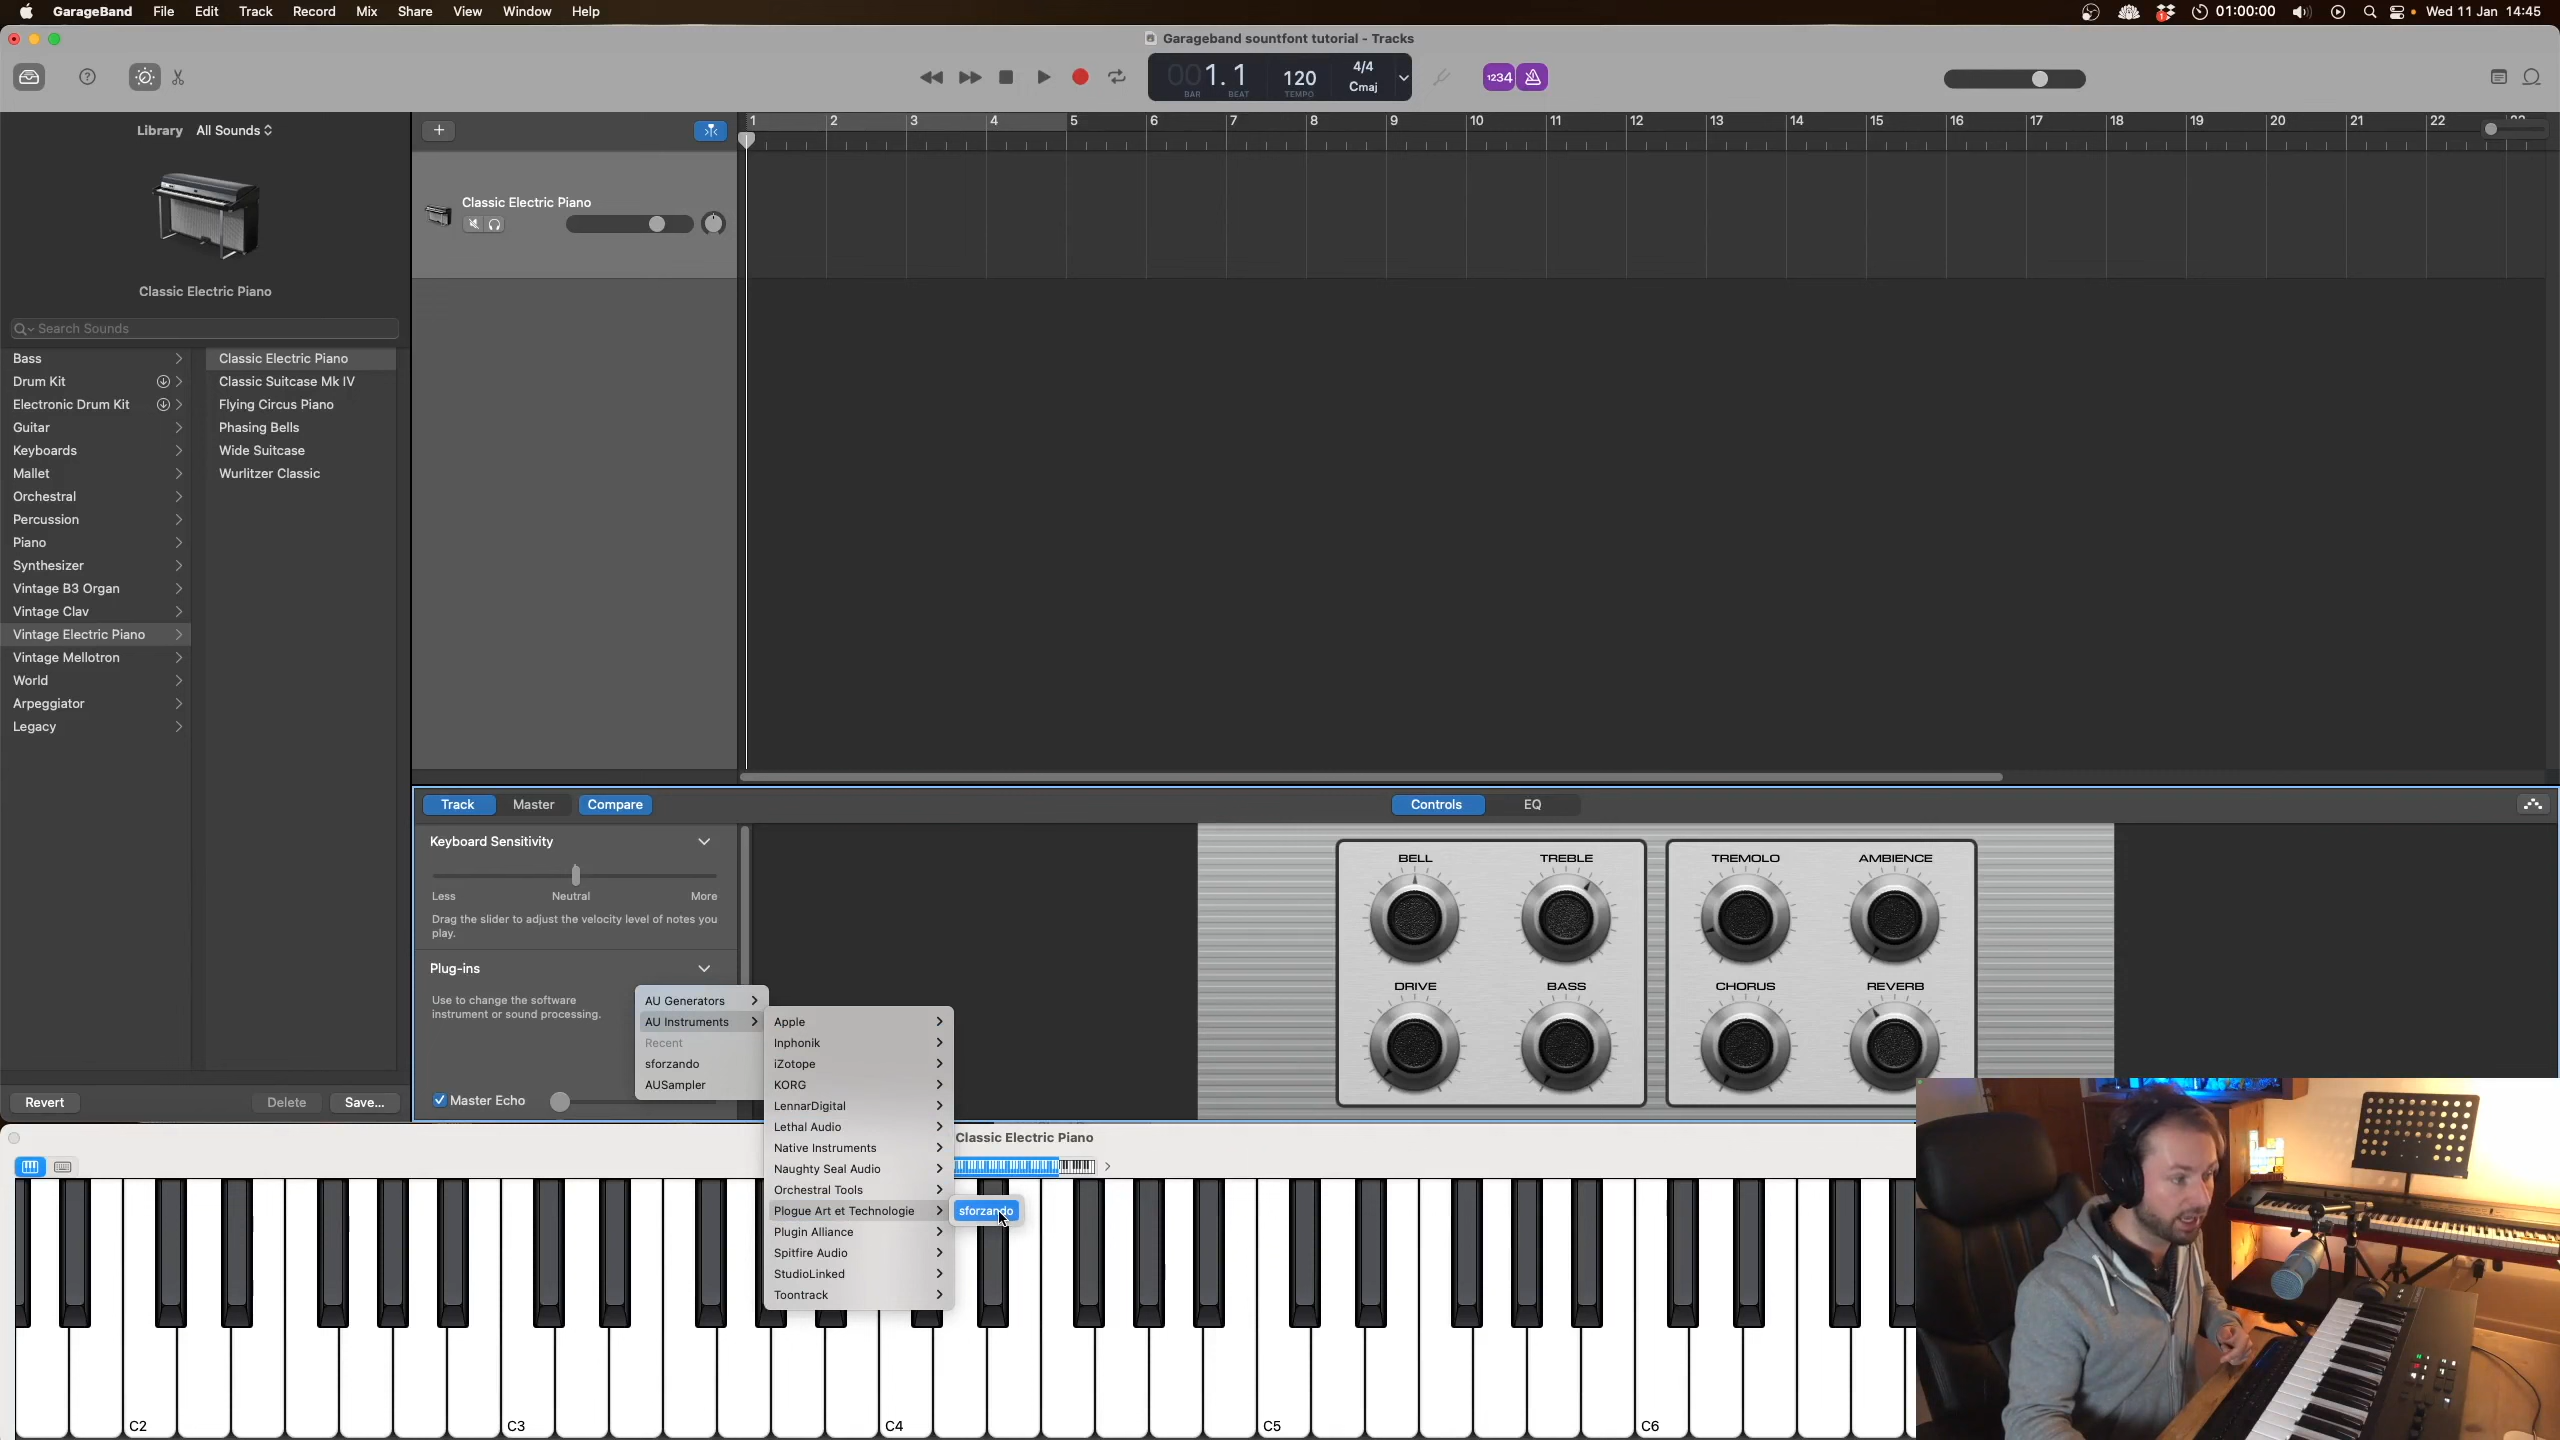 GarageBand File Edit Track Record Mix Share View Window Help
01:00:00 Wed 11 Jan 14:45
Garageband sountfont tutorial - Tracks
001.1 120 4/4
Cmaj
BAR BEAT TEMPO
1234
Library All Sounds
Classic Electric Piano
Search Sounds
Bass
Drum Kit
Electronic Drum Kit
Guitar
Keyboards
Mallet
Orchestral
Percussion
Piano
Synthesizer
Vintage B3 Organ
Vintage Clav
Vintage Electric Piano
Vintage Mellotron
World
Arpeggiator
Legacy
Classic Electric Piano
Classic Suitcase Mk IV
Flying Circus Piano
Phasing Bells
Wide Suitcase
Wurlitzer Classic
Revert Delete Save...
1 2 3 4 5 6 7 8 9 10 11 12 13 14 15 16 17 18 19 20 21 22
Classic Electric Piano
Track Master Compare
Controls EQ
Keyboard Sensitivity
Less Neutral More
Drag the slider to adjust the velocity level of notes you
play.
Plug-ins
Use to change the software
instrument or sound processing.
Master Echo
AU Generators
AU Instruments
Recent
sforzando
AUSampler
Apple
Inphonik
iZotope
KORG
LennarDigital
Lethal Audio
Native Instruments
Naughty Seal Audio
Orchestral Tools
Plogue Art et Technologie
Plugin Alliance
Spitfire Audio
StudioLinked
Toontrack
sforzando
BELL TREBLE TREMOLO AMBIENCE
DRIVE BASS CHORUS REVERB
Classic Electric Piano
C2 C3 C4 C5 C6